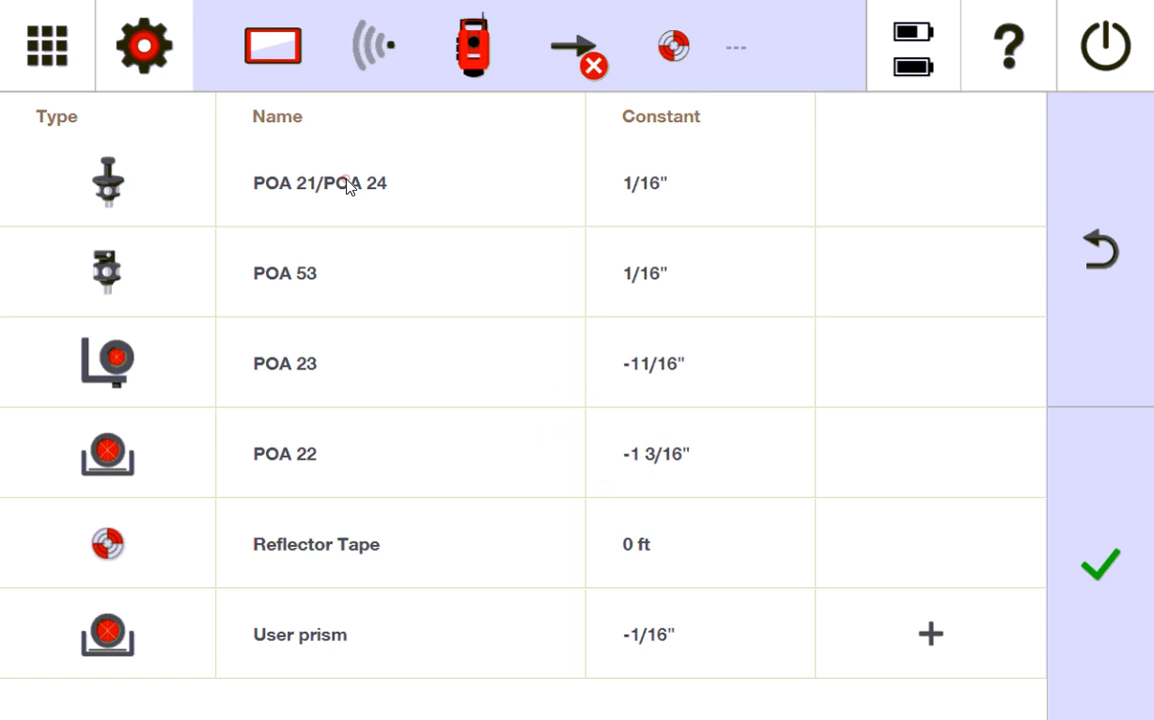 ---
?
Type Name Constant
POA 21/POA 24 1/16"
POA 53 1/16"
POA 23 -11/16"
POA 22 -1 3/16"
Reflector Tape 0 ft
User prism -1/16" +